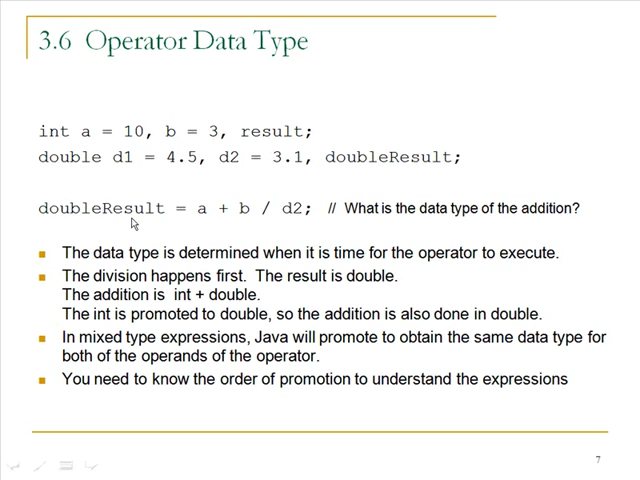 3.6 Operator Data Type
int a = 10, b = 3, result;
double d1 = 4.5, d2 = 3.1, doubleResult;
doubleResult = a + b / d2; // What is the data type of the addition?
The data type is determined when it is time for the operator to execute.
The division happens first. The result is double.
The addition is int + double.
The int is promoted to double, so the addition is also done in double.
In mixed type expressions, Java will promote to obtain the same data type for
both of the operands of the operator.
You need to know the order of promotion to understand the expressions
7